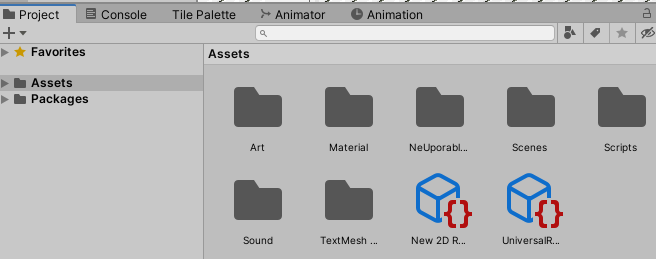 Project Console Tile Palette Animator Animation
Favorites
Assets
Packages
Assets
Art Material NeUporabl... Scenes Scripts
Sound TextMesh ... New 2D R... UniversalR...